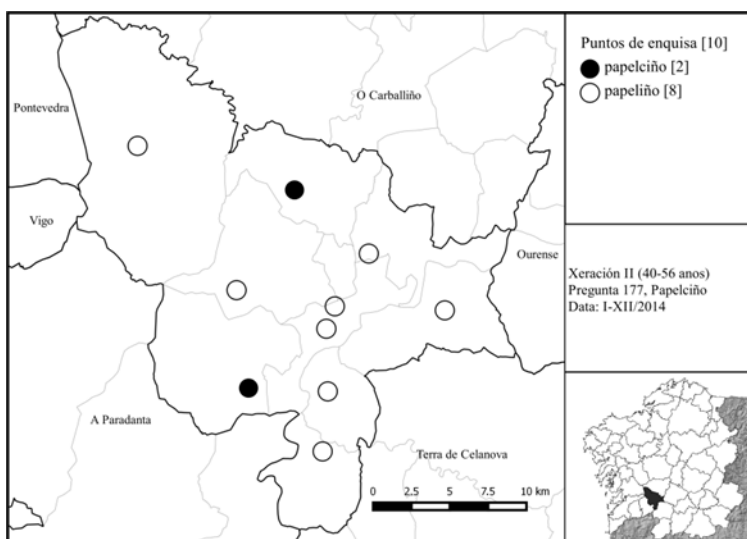 Puntos de enquisa [10]
papelciño [2]
papeliño [8]
O Carballiño
Pontevedra
Vigo
Ourense
Xeración II (40-56 anos)
Pregunta 177, Papelciño
Data: I-XII/2014
A Paradanta
Terra de Celanova
0 2.5 5 7.5 10 km